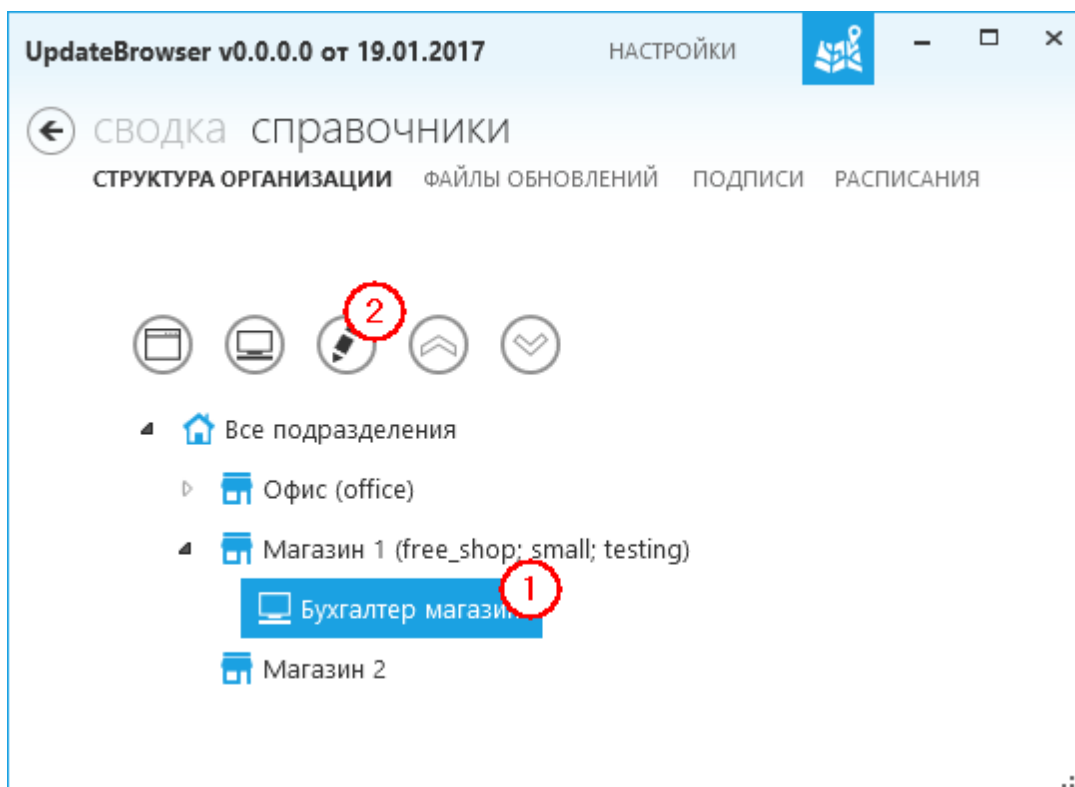 UpdateBrowser v0.0.0.0 от 19.01.2017 НАСТРОЙКИ
сводка справочники
СТРУКТУРА ОРГАНИЗАЦИИ ФАЙЛЫ ОБНОВЛЕНИЙ ПОДПИСИ РАСПИСАНИЯ
2
Все подразделения
Офис (office)
Магазин 1 (free_shop; small; testing)
1
Бухгалтер
Магазин 2